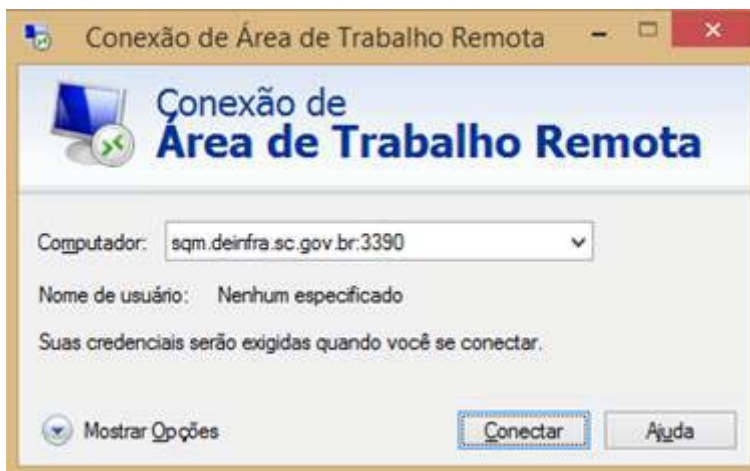 Conexão de Área de Trabalho Remota
Conexão de
Área de Trabalho Remota
Computador: sqm.deinfra.sc.gov.br:3390
Nome de usuário: Nenhum especificado
Suas credenciais serão exigidas quando você se conectar.
Mostrar Opções Conectar Ajuda